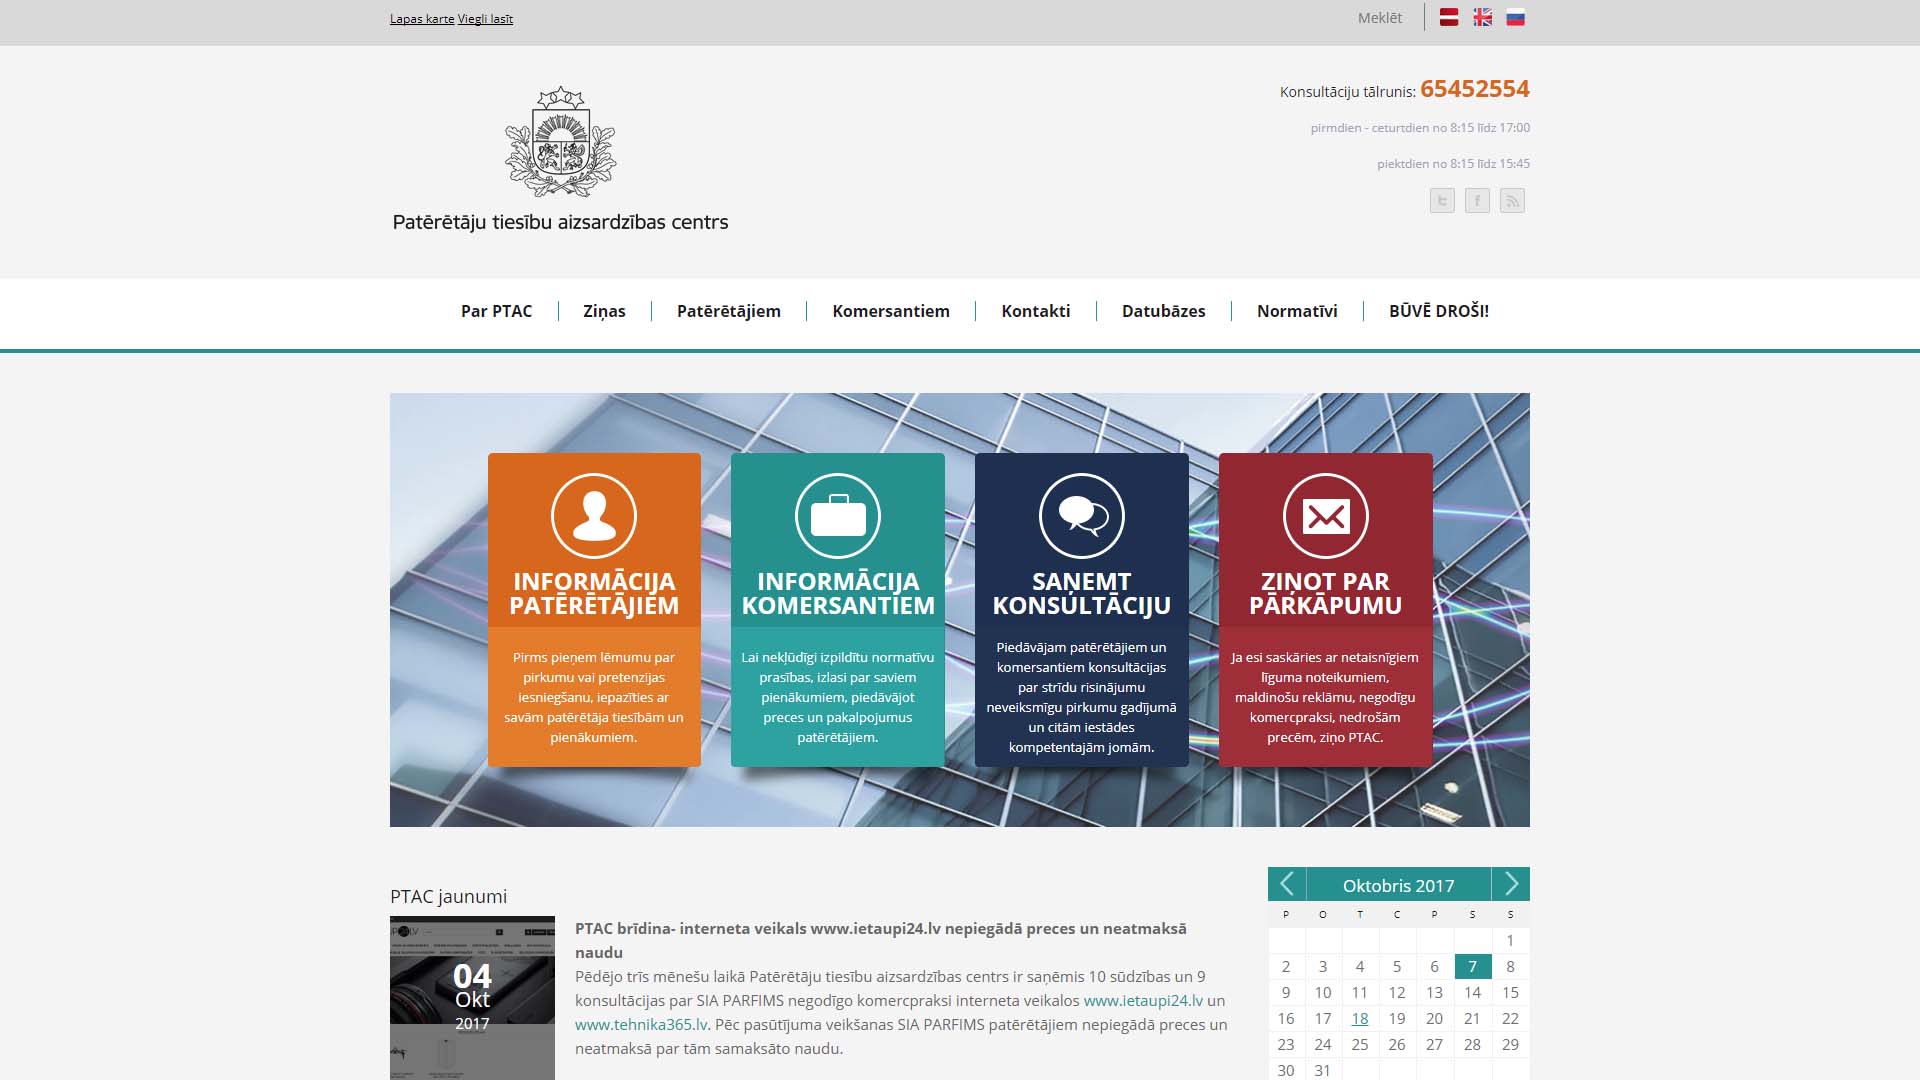 Lapas karte Viegli lasīt
Meklēt
Konsultāciju tālrunis: 65452554
pirmdien - ceturtdien no 8:15 līdz 17:00
piektdien no 8:15 līdz 15:45
Patērētāju tiesību aizsardzības centrs
Par PTAC
Ziņas
Patērētājiem
Komersantiem
Kontakti
Datubāzes
Normatīvi
BŪVĒ DROŠI!
INFORMĀCIJA
PATĒRĒTĀJIEM
Pirms pieņem lēmumu par
pirkumu vai pretenzijas
iesniegšanu, iepazīties ar
savām patērētāja tiesībām un
pienākumiem.
INFORMĀCIJA
KOMERSANTIEM
Lai nekļūdīgi izpildītu normatīvu
prasības, izlasi par saviem
pienākumiem, piedāvājot
preces un pakalpojumus
patērētājiem.
SAŅEMT
KONSULTĀCIJU
Piedāvājam patērētājiem un
komersantiem konsultācijas
par strīdu risinājumu
neveiksmīgu pirkumu gadījumā
un citām iestādes
kompetentajām jomām.
ZIŅOT PAR
PĀRKĀPUMU
Ja esi saskāries ar netaisnīgiem
līguma noteikumiem,
maldinošu reklāmu, negodīgu
komercpraksi, nedrošām
precēm, ziņo PTAC.
PTAC jaunumi
04
Okt
2017
PTAC brīdina- interneta veikals www.ietaupi24.lv nepiegādā preces un neatmaksā
naudu
Pēdējo trīs mēnešu laikā Patērētāju tiesību aizsardzības centrs ir saņēmis 10 sūdzības un 9
konsultācijas par SIA PARFIMS negodīgo komercpraksi interneta veikalos www.ietaupi24.lv un
www.tehnika365.lv. Pēc pasūtījuma veikšanas SIA PARFIMS patērētājiem nepiegādā preces un
neatmaksā par tām samaksāto naudu.
Oktobris 2017
P O T C P S S
1
2 3 4 5 6 7 8
9 10 11 12 13 14 15
16 17 18 19 20 21 22
23 24 25 26 27 28 29
30 31